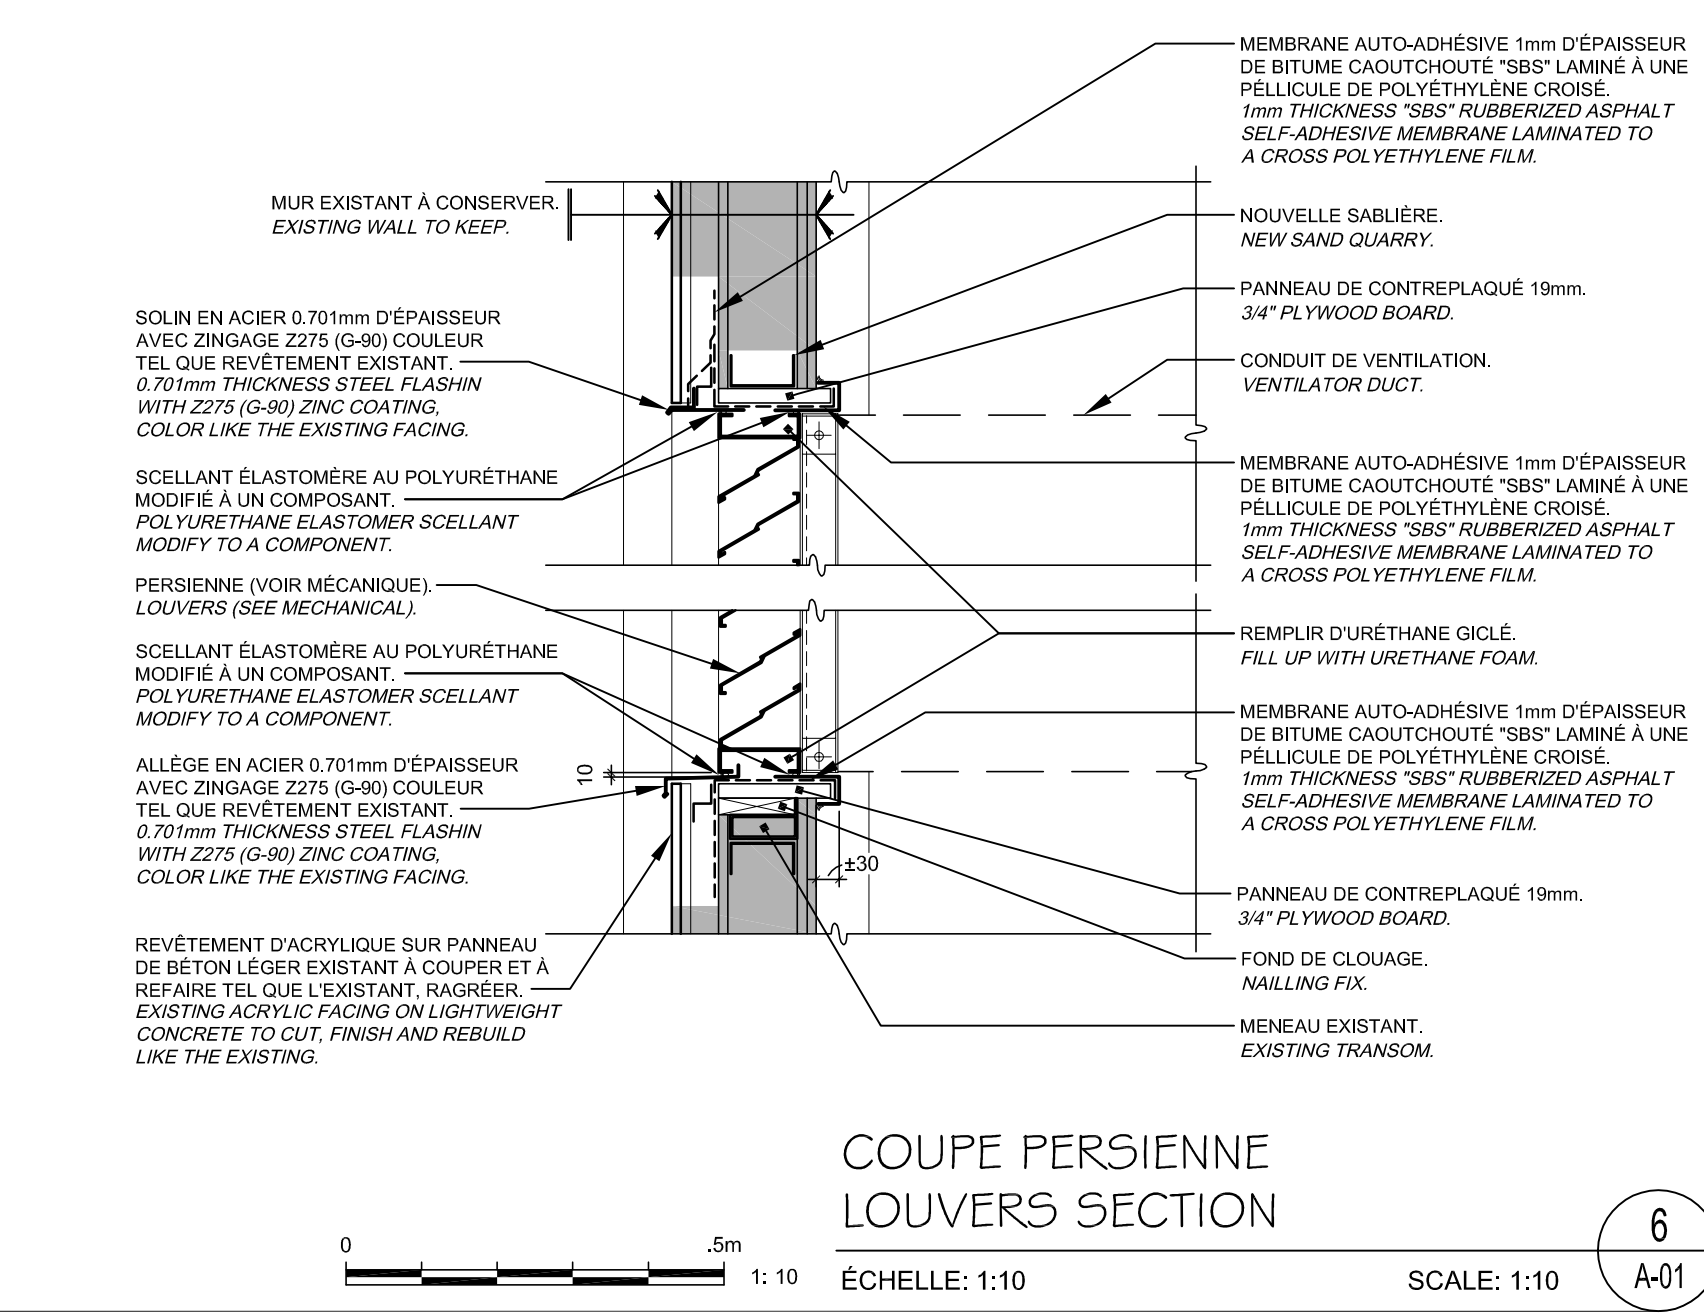 MEMBRANE AUTO-ADHÉSIVE 1mm D'ÉPAISSEUR
DE BITUME CAOUTCHOUTÉ "SBS" LAMINÉ À UNE
PÉLLICULE DE POLYÉTHYLÈNE CROISÉ.
1mm THICKNESS "SBS" RUBBERIZED ASPHALT
SELF-ADHESIVE MEMBRANE LAMINATED TO
A CROSS POLYETHYLENE FILM.
MUR EXISTANT À CONSERVER.
EXISTING WALL TO KEEP.
NOUVELLE SABLIÈRE.
NEW SAND QUARRY.
PANNEAU DE CONTREPLAQUÉ 19mm.
3/4" PLYWOOD BOARD.
SOLIN EN ACIER 0.701mm D'ÉPAISSEUR
AVEC ZINGAGE Z275 (G-90) COULEUR
TEL QUE REVÊTEMENT EXISTANT.
0.701mm THICKNESS STEEL FLASHIN
WITH Z275 (G-90) ZINC COATING,
COLOR LIKE THE EXISTING FACING.
CONDUIT DE VENTILATION.
VENTILATOR DUCT.
SCELLANT ÉLASTOMÈRE AU POLYURÉTHANE
MODIFIÉ À UN COMPOSANT.
POLYURETHANE ELASTOMER SCELLANT
MODIFY TO A COMPONENT.
MEMBRANE AUTO-ADHÉSIVE 1mm D'ÉPAISSEUR
DE BITUME CAOUTCHOUTÉ "SBS" LAMINÉ À UNE
PÉLLICULE DE POLYÉTHYLÈNE CROISÉ.
1mm THICKNESS "SBS" RUBBERIZED ASPHALT
SELF-ADHESIVE MEMBRANE LAMINATED TO
A CROSS POLYETHYLENE FILM.
PERSIENNE (VOIR MÉCANIQUE).
LOUVERS (SEE MECHANICAL).
REMPLIR D'URÉTHANE GICLÉ.
FILL UP WITH URETHANE FOAM.
SCELLANT ÉLASTOMÈRE AU POLYURÉTHANE
MODIFIÉ À UN COMPOSANT.
POLYURETHANE ELASTOMER SCELLANT
MODIFY TO A COMPONENT.
MEMBRANE AUTO-ADHÉSIVE 1mm D'ÉPAISSEUR
DE BITUME CAOUTCHOUTÉ "SBS" LAMINÉ À UNE
PÉLLICULE DE POLYÉTHYLÈNE CROISÉ.
1mm THICKNESS "SBS" RUBBERIZED ASPHALT
SELF-ADHESIVE MEMBRANE LAMINATED TO
A CROSS POLYETHYLENE FILM.
ALLÈGE EN ACIER 0.701mm D'ÉPAISSEUR
AVEC ZINGAGE Z275 (G-90) COULEUR
TEL QUE REVÊTEMENT EXISTANT.
0.701mm THICKNESS STEEL FLASHIN
WITH Z275 (G-90) ZINC COATING,
COLOR LIKE THE EXISTING FACING.
10
±30
PANNEAU DE CONTREPLAQUÉ 19mm.
3/4" PLYWOOD BOARD.
REVÊTEMENT D'ACRYLIQUE SUR PANNEAU
DE BÉTON LÉGER EXISTANT À COUPER ET À
REFAIRE TEL QUE L'EXISTANT, RAGRÉER.
EXISTING ACRYLIC FACING ON LIGHTWEIGHT
CONCRETE TO CUT, FINISH AND REBUILD
LIKE THE EXISTING.
FOND DE CLOUAGE.
NAILLING FIX.
MENEAU EXISTANT.
EXISTING TRANSOM.
COUPE PERSIENNE
LOUVERS SECTION
0 .5m
1: 10
ÉCHELLE: 1:10
SCALE: 1:10
6
A-01